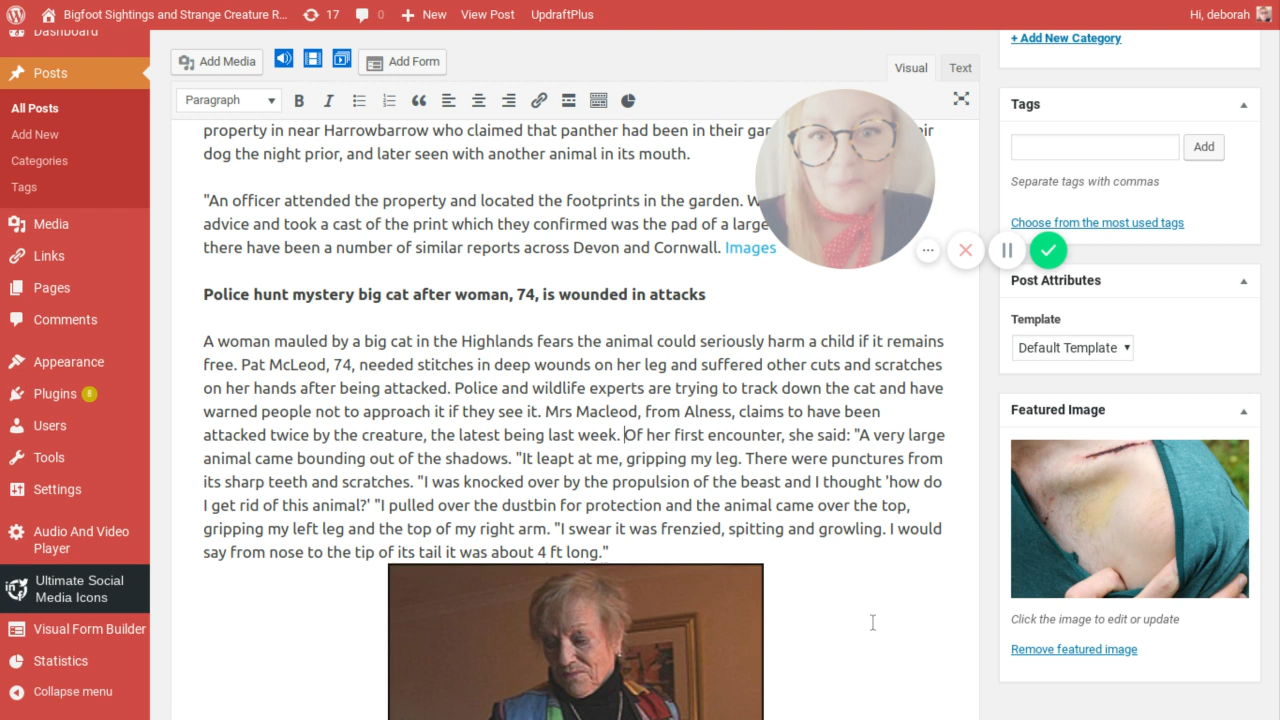 Bigfoot Sightings and Strange Creature R... 17 0 New View Post UpdraftPlus Hi, deborah
Dashboard
Posts
All Posts
Add New
Categories
Tags
Media
Links
Pages
Comments
Appearance
Plugins 8
Users
Tools
Settings
Audio And Video
Player
Ultimate Social
Media Icons
Visual Form Builder
Statistics
Collapse menu
Add Media Add Form
Visual Text
Paragraph
property in near Harrowbarrow who claimed that panther had been in their
dog the night prior, and later seen with another animal in its mouth.
"An officer attended the property and located the footprints in the garden.
advice and took a cast of the print which they confirmed was the pad of a large
there have been a number of similar reports across Devon and Cornwall. Images
Police hunt mystery big cat after woman, 74, is wounded in attacks
A woman mauled by a big cat in the Highlands fears the animal could seriously harm a child if it remains
free. Pat McLeod, 74, needed stitches in deep wounds on her leg and suffered other cuts and scratches
on her hands after being attacked. Police and wildlife experts are trying to track down the cat and have
warned people not to approach it if they see it. Mrs Macleod, from Alness, claims to have been
attacked twice by the creature, the latest being last week. Of her first encounter, she said: "A very large
animal came bounding out of the shadows. "It leapt at me, gripping my leg. There were punctures from
its sharp teeth and scratches. "I was knocked over by the propulsion of the beast and I thought 'how do
I get rid of this animal?' "I pulled over the dustbin for protection and the animal came over the top,
gripping my left leg and the top of my right arm. "I swear it was frenzied, spitting and growling. I would
say from nose to the tip of its tail it was about 4 ft long."
+ Add New Category
Tags
Add
Separate tags with commas
Choose from the most used tags
Post Attributes
Template
Default Template
Featured Image
Click the image to edit or update
Remove featured image